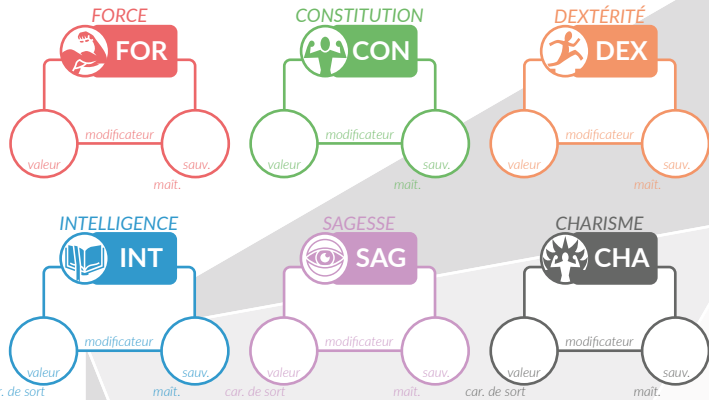 FORCE
FOR
modificateur
valeur
sauv.
maît.
CONSTITUTION
CON
modificateur
valeur
sauv.
maît.
DEXTÉRITÉ
DEX
modificateur
valeur
sauv.
maît.
INTELLIGENCE
INT
modificateur
valeur
sauv.
r. de sort
maît.
SAGESSE
SAG
modificateur
valeur
sauv.
car. de sort
maît.
CHARISME
CHA
modificateur
valeur
sauv.
car. de sort
maît.